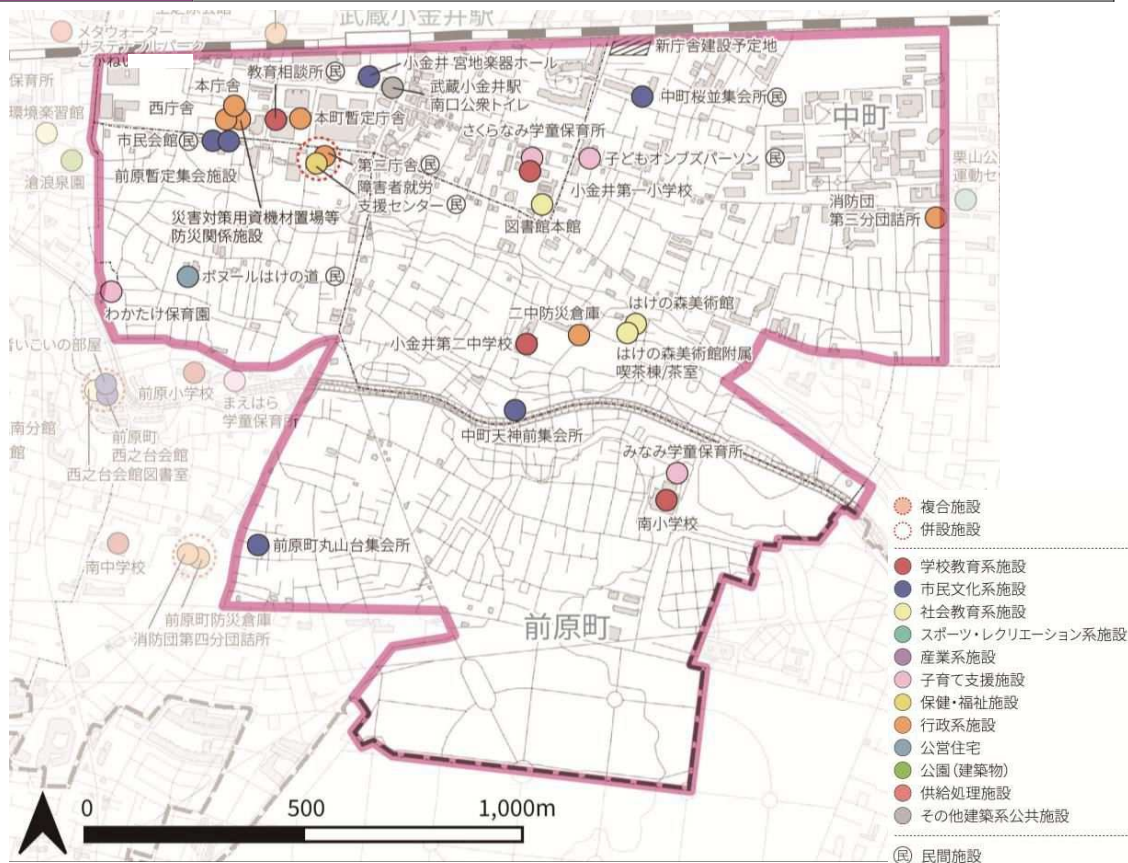 武蔵小金井駅
メタウォーター
サステナブルパーク
こがねい
新庁舎建設予定地
保育所
本庁舎
教育相談所 民
小金井 宮地楽器ホール
武蔵小金井駅
南口公衆トイレ
中町桜並集会所 民
中町
環境楽習館
西庁舎
本町暫定庁舎
さくらなみ学童保育所
市民会館 民
第二庁舎 民
子どもオンブズパーソン 民
栗山公
運動セ
滄浪泉園
前原暫定集会施設
障害者就労
支援センター 民
小金井第一小学校
消防団
第三分団詰所
災害対策用資機材置場等
防災関係施設
図書館本館
ボヌールはけの道 民
わかたけ保育園
はけの森美術館
二中防災倉庫
小金井第二中学校
はけの森美術館附属
喫茶棟/茶室
いこいの部屋
前原小学校
まえはら
学童保育所
南分館
館
前原町
西之台会館
西之台会館図書室
中町天神前集会所
みなみ学童保育所
南小学校
前原町丸山台集会所
南中学校
前原町防災倉庫
消防団第四分団詰所
前原町
0 500 1,000m
複合施設
併設施設
学校教育系施設
市民文化系施設
社会教育系施設
スポーツ・レクリエーション系施設
産業系施設
子育て支援施設
保健・福祉施設
行政系施設
公営住宅
公園（建築物）
供給処理施設
その他建築系公共施設
民 民間施設